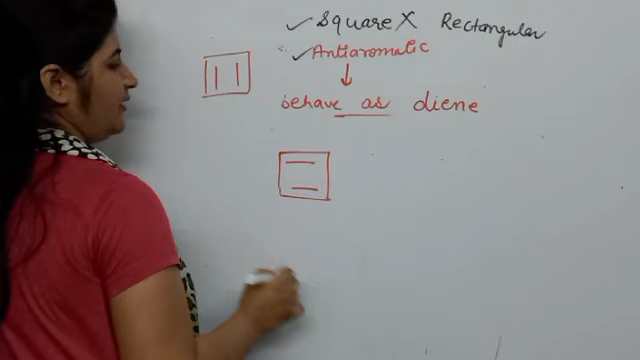 ✓ Square X Rectangular
✓ Antiaromatic
↓
behave as diene